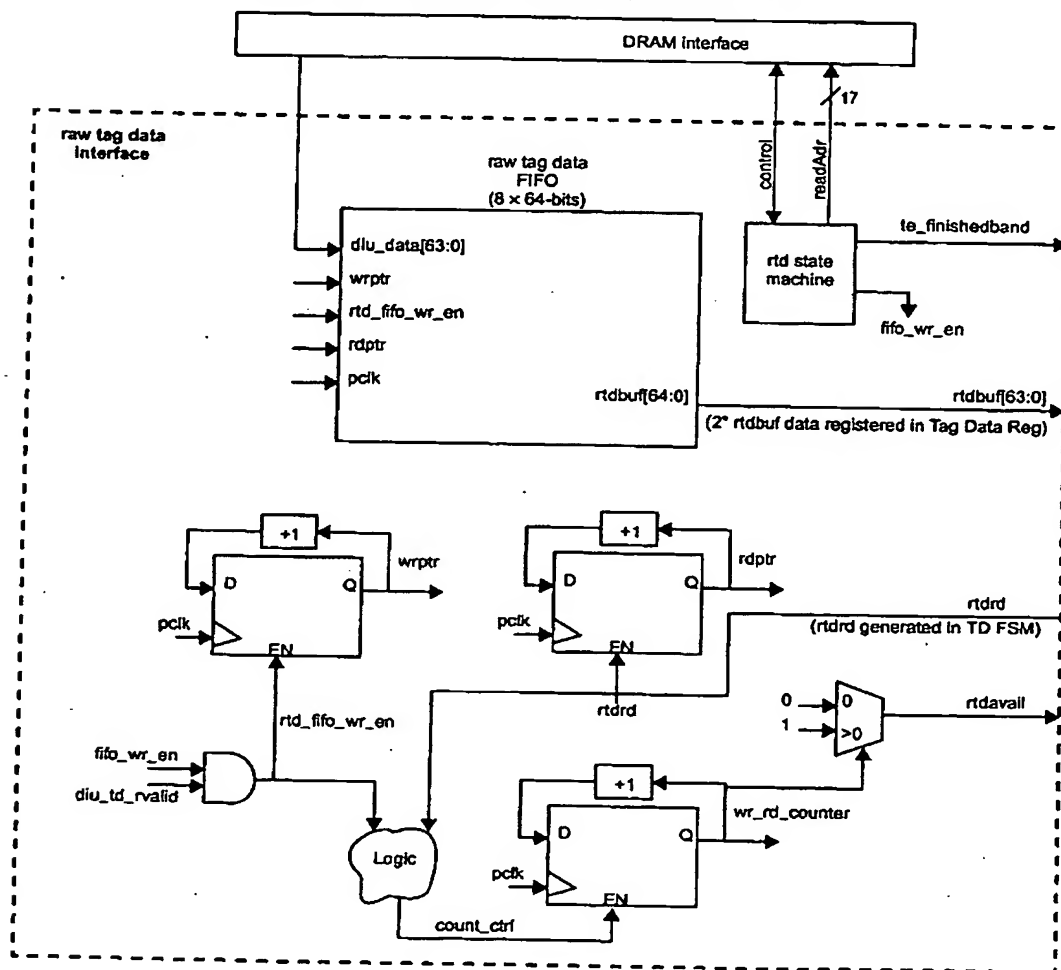 DRAM interface
17
raw tag data
interface
control
readAdr
raw tag data
FIFO
(8 × 64-bits)
diu_data[63:0]
wrptr
rtd_fifo_wr_en
rdptr
pclk
rtdbuf[64:0]
rtd state
machine
te_finishedband
fifo_wr_en
rtdbuf[63:0]
(2* rtdbuf data registered in Tag Data Reg)
+1
wrptr
D
Q
pclk
EN
+1
rdptr
D
Q
pclk
EN
rtdrd
(rtdrd generated in TD FSM)
rtdrd
rtd_fifo_wr_en
fifo_wr_en
diu_td_rvalid
0
0
1
>0
rtdavail
Logic
+1
wr_rd_counter
D
Q
pclk
EN
count_ctrl